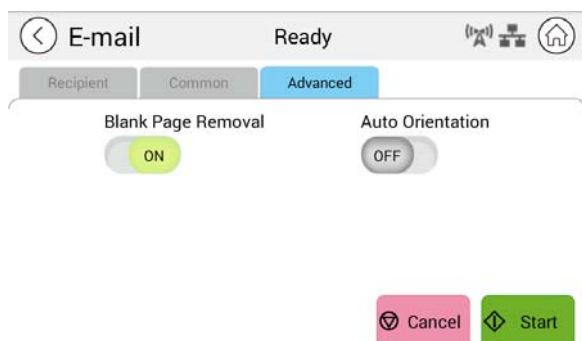 E-mail Ready
Recipient Common Advanced
Blank Page Removal Auto Orientation
ON OFF
Cancel Start